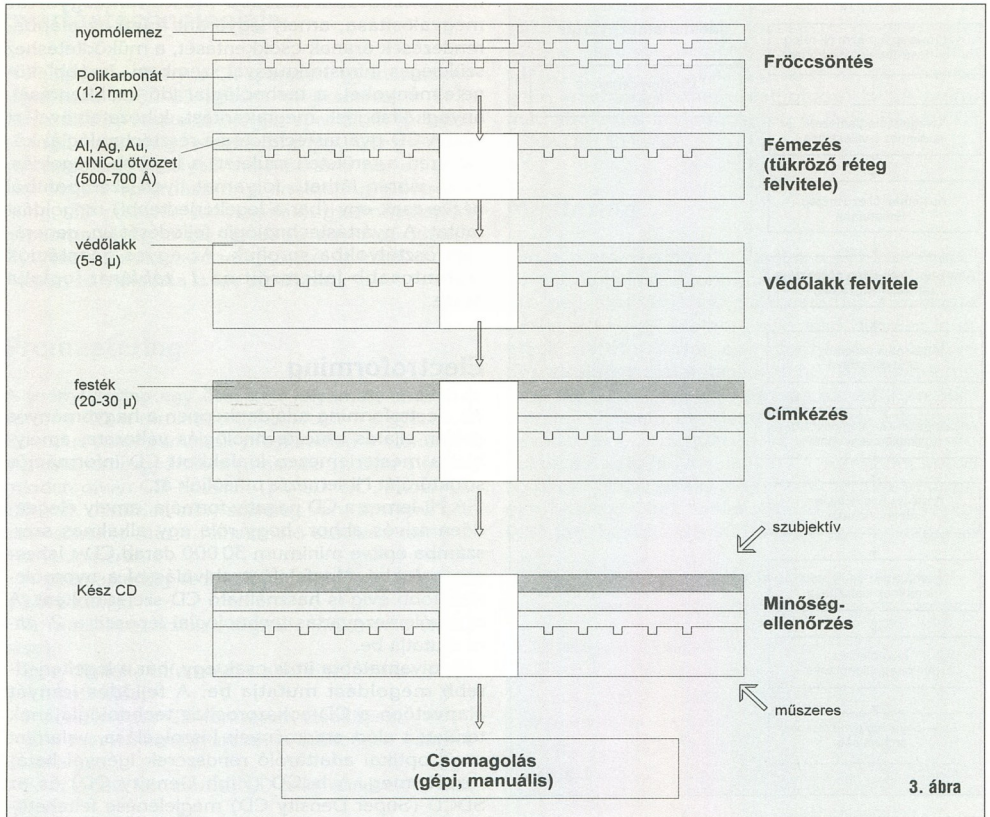 nyomólemez
Polikarbonát
(1.2 mm)
Fröccsöntés
Al, Ag, Au,
AlNiCu ötvözet
(500-700 Å)
Fémezés
(tükröző réteg
felvitele)
védőlakk
(5-8 µ)
Védőlakk felvitele
festék
(20-30 µ)
Címkézés
szubjektív
Kész CD
Minőség-
ellenőrzés
műszeres
Csomagolás
(gépi, manuális)
3. ábra